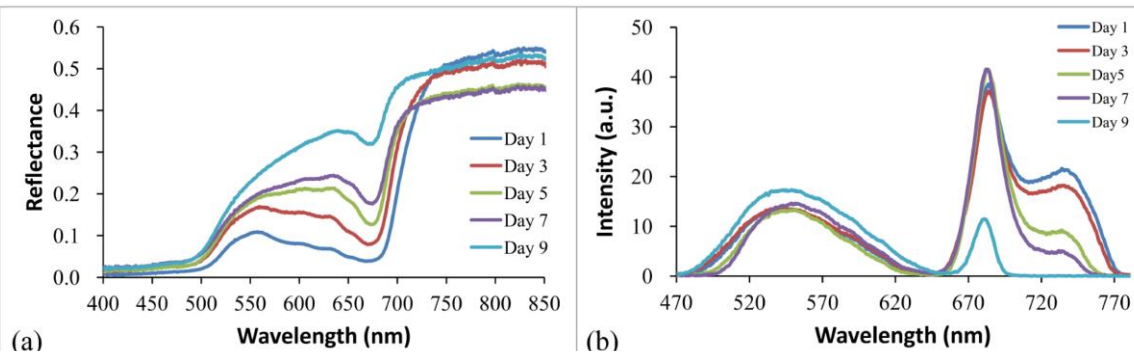 0.6
0.5
0.4
0.3
0.2
0.1
0.0
Reflectance
Day 1
Day 3
Day 5
Day 7
Day 9
400 450 500 550 600 650 700 750 800 850
Wavelength (nm)
(a)
50
40
30
20
10
0
Intensity (a.u.)
Day 1
Day 3
Day5
Day 7
Day 9
470 520 570 620 670 720 770
Wavelength (nm)
(b)